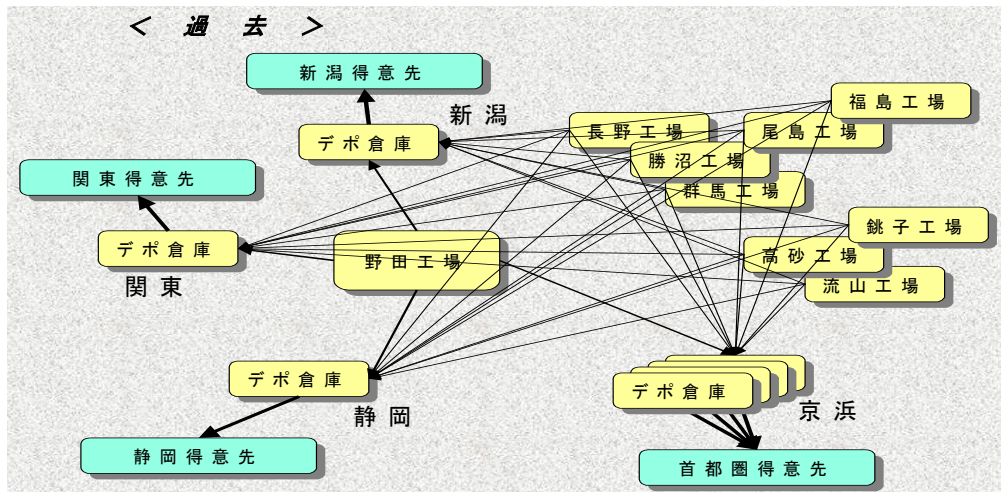 ＜ 過 去 ＞
新潟得意先
新潟
デポ倉庫
福島工場
長野工場
尾島工場
勝沼工場
群馬工場
関東得意先
デポ倉庫
関東
野田工場
銚子工場
高砂工場
流山工場
デポ倉庫
静岡
静岡得意先
デポ倉庫
京浜
首都圏得意先